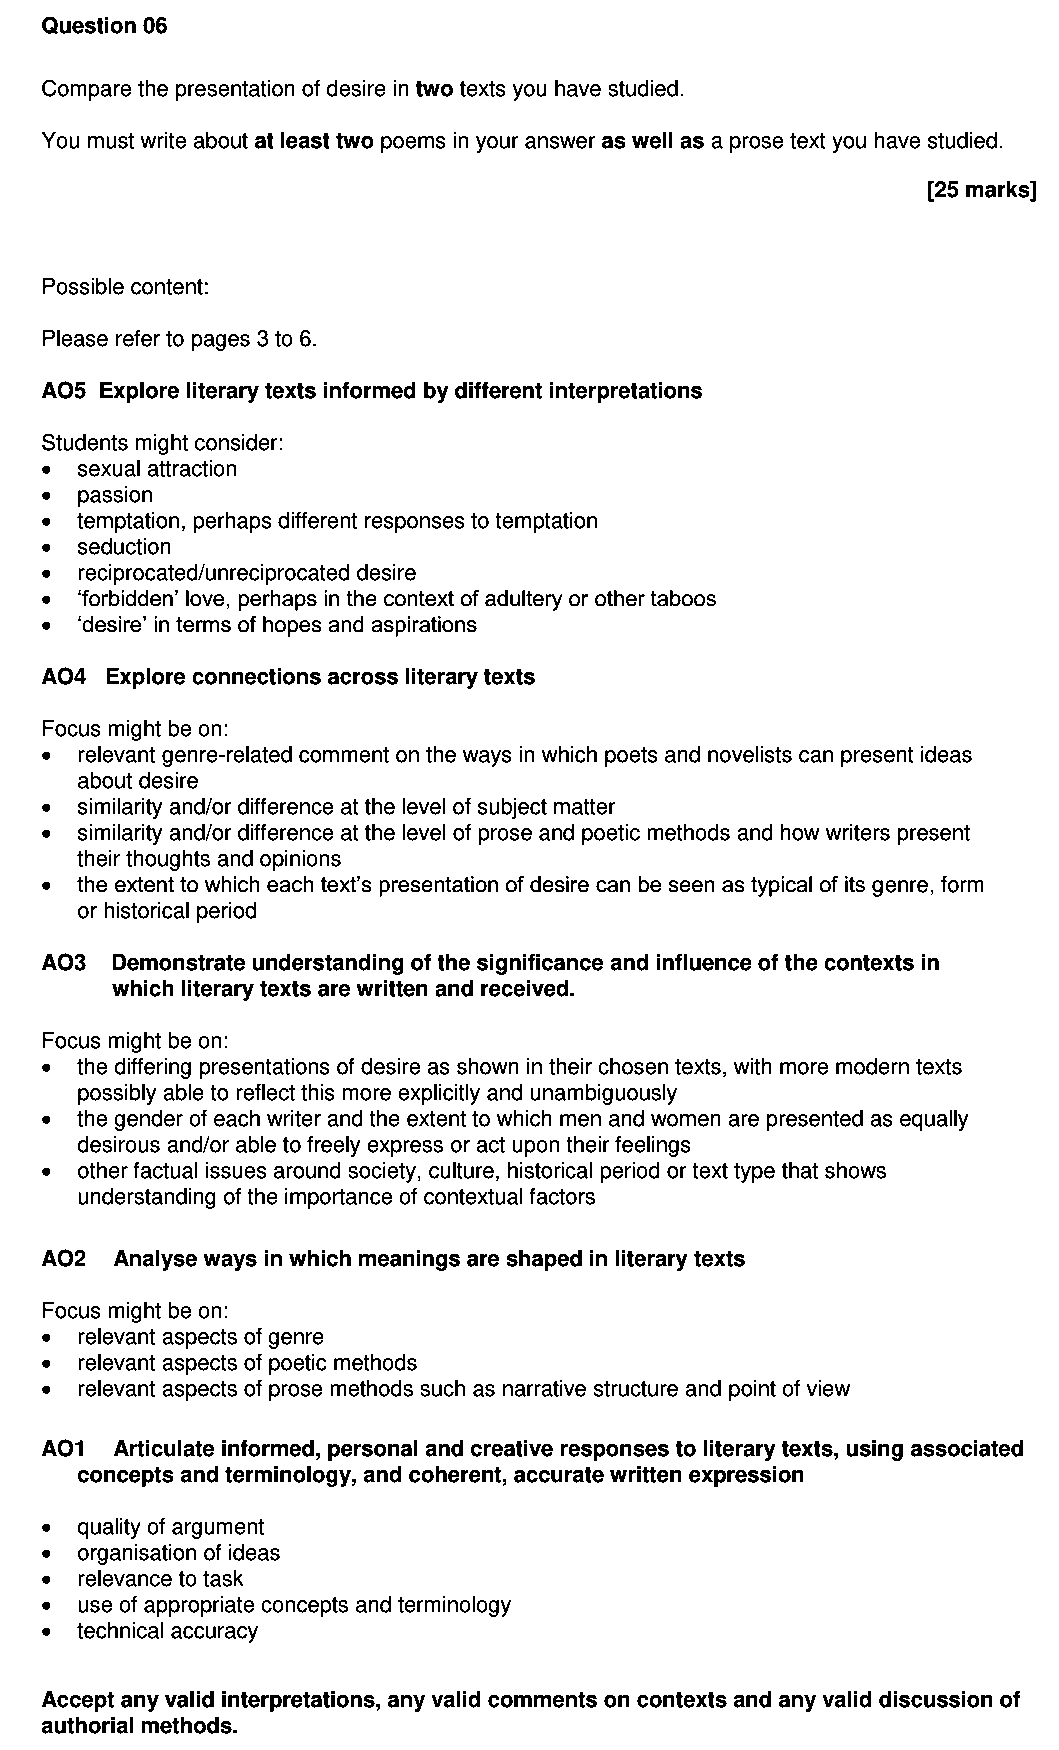 Question 06
Compare the presentation of desire in two texts you have studied.
You must write about at least two poems in your answer as well as a prose text you have studied.
[25 marks]
Possible content:
Please refer to pages 3 to 6.
AO5 Explore literary texts informed by different interpretations
Students might consider:
• sexual attraction
• passion
• temptation, perhaps different responses to temptation
• seduction
• reciprocated/unreciprocated desire
• ‘forbidden’ love, perhaps in the context of adultery or other taboos
• ‘desire’ in terms of hopes and aspirations
AO4 Explore connections across literary texts
Focus might be on:
• relevant genre-related comment on the ways in which poets and novelists can present ideas
about desire
• similarity and/or difference at the level of subject matter
• similarity and/or difference at the level of prose and poetic methods and how writers present
their thoughts and opinions
• the extent to which each text’s presentation of desire can be seen as typical of its genre, form
or historical period
AO3 Demonstrate understanding of the significance and influence of the contexts in
which literary texts are written and received.
Focus might be on:
• the differing presentations of desire as shown in their chosen texts, with more modern texts
possibly able to reflect this more explicitly and unambiguously
• the gender of each writer and the extent to which men and women are presented as equally
desirous and/or able to freely express or act upon their feelings
• other factual issues around society, culture, historical period or text type that shows
understanding of the importance of contextual factors
AO2 Analyse ways in which meanings are shaped in literary texts
Focus might be on:
• relevant aspects of genre
• relevant aspects of poetic methods
• relevant aspects of prose methods such as narrative structure and point of view
AO1 Articulate informed, personal and creative responses to literary texts, using associated
concepts and terminology, and coherent, accurate written expression
• quality of argument
• organisation of ideas
• relevance to task
• use of appropriate concepts and terminology
• technical accuracy
Accept any valid interpretations, any valid comments on contexts and any valid discussion of
authorial methods.